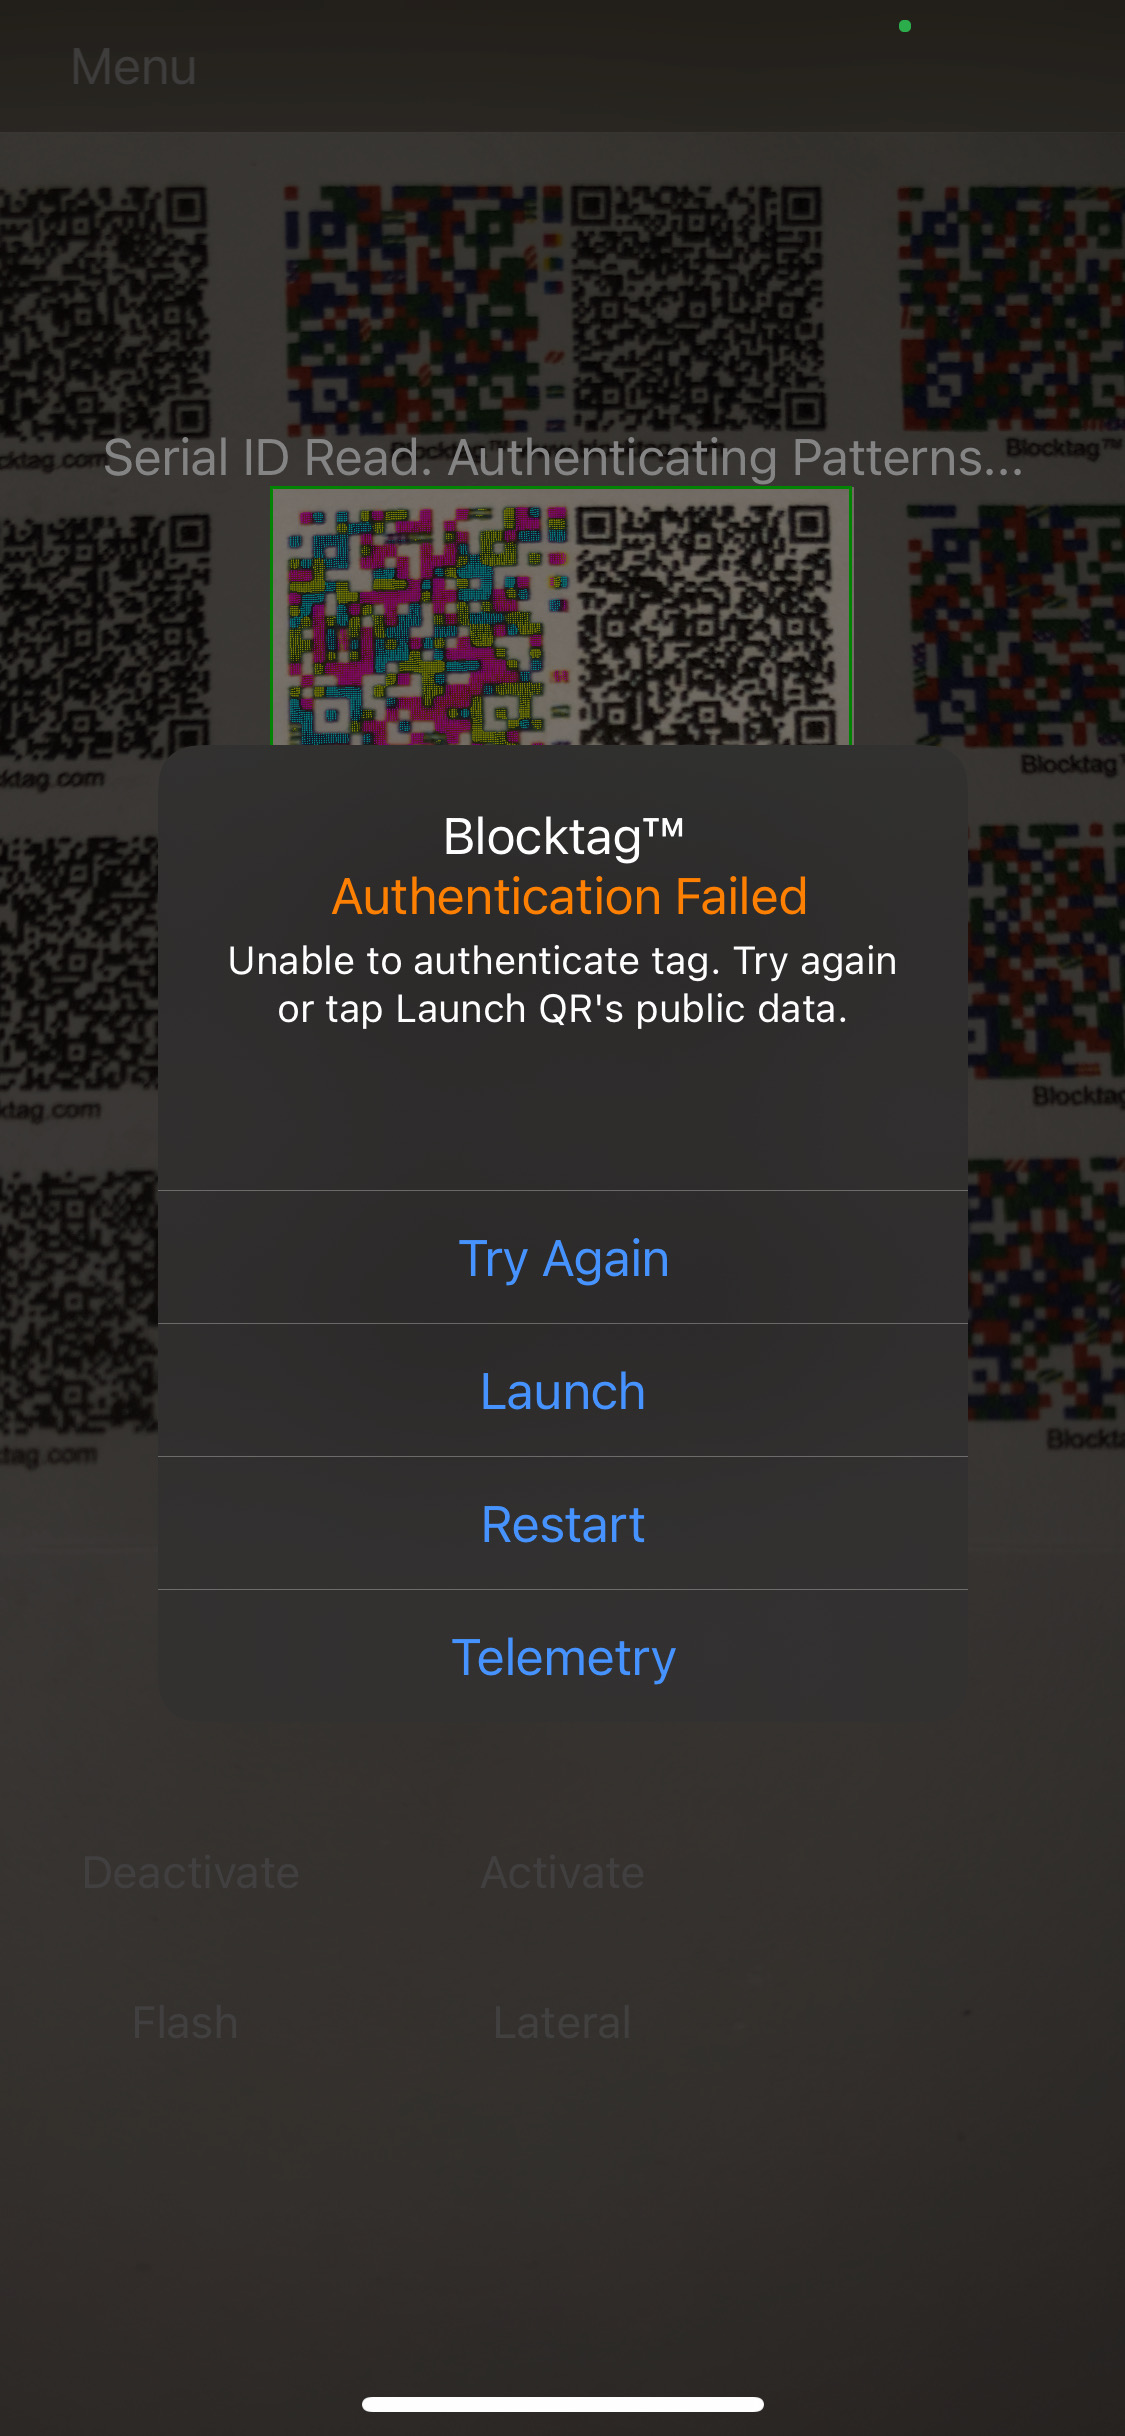 Menu
Blocktag™
cktag.com
Serial ID Read. Authenticating Patterns...
ktag.com
Blocktag™
Blocktag™
Authentication Failed
Unable to authenticate tag. Try again
or tap Launch QR's public data.
ktag.com
Blocktag
Try Again
Launch
tag.com
Blockta
Restart
Telemetry
Deactivate
Activate
Flash
Lateral